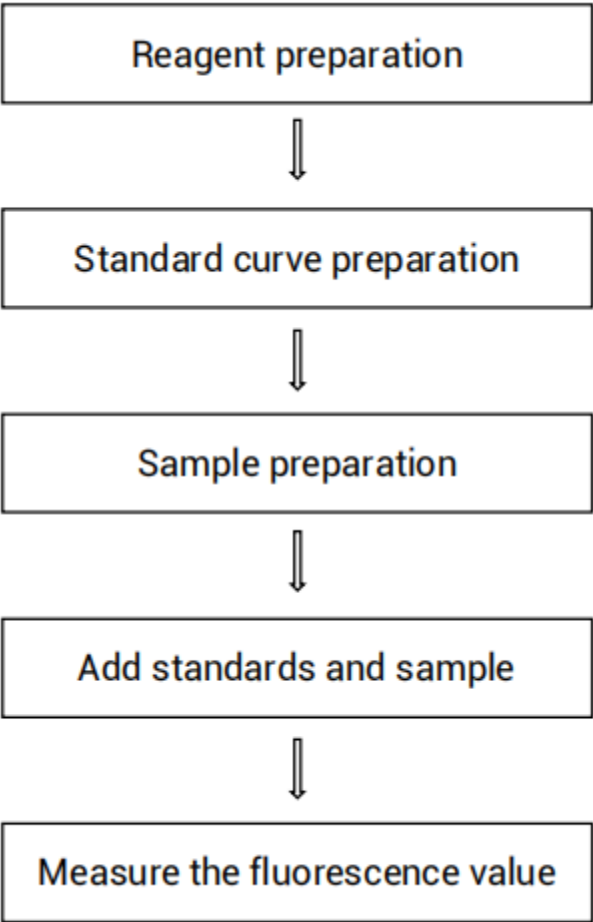 Reagent preparation
Standard curve preparation
Sample preparation
Add standards and sample
Measure the fluorescence value